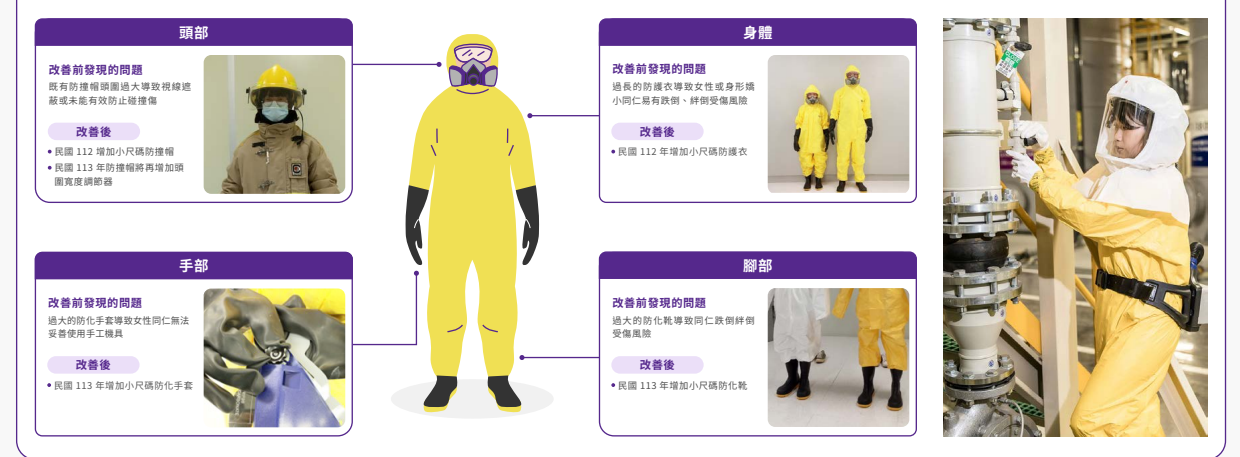 頭部
改善前發現的問題
既有防撞帽頭圍過大導致視線遮
蔽或未能有效防止碰撞傷
改善後
• 民國 112 增加小尺碼防撞帽
• 民國 113 年防撞帽將再增加頭
圍寬度調節器
身體
改善前發現的問題
過長的防護衣導致女性或身形嬌
小同仁易有跌倒、絆倒受傷風險
改善後
• 民國 112 年增加小尺碼防護衣
手部
改善前發現的問題
過大的防化手套導致女性同仁無法
妥善使用手工機具
改善後
• 民國 113 年增加小尺碼防化手套
腳部
改善前發現的問題
過大的防化靴導致同仁跌倒絆倒
受傷風險
改善後
• 民國 113 年增加小尺碼防化靴